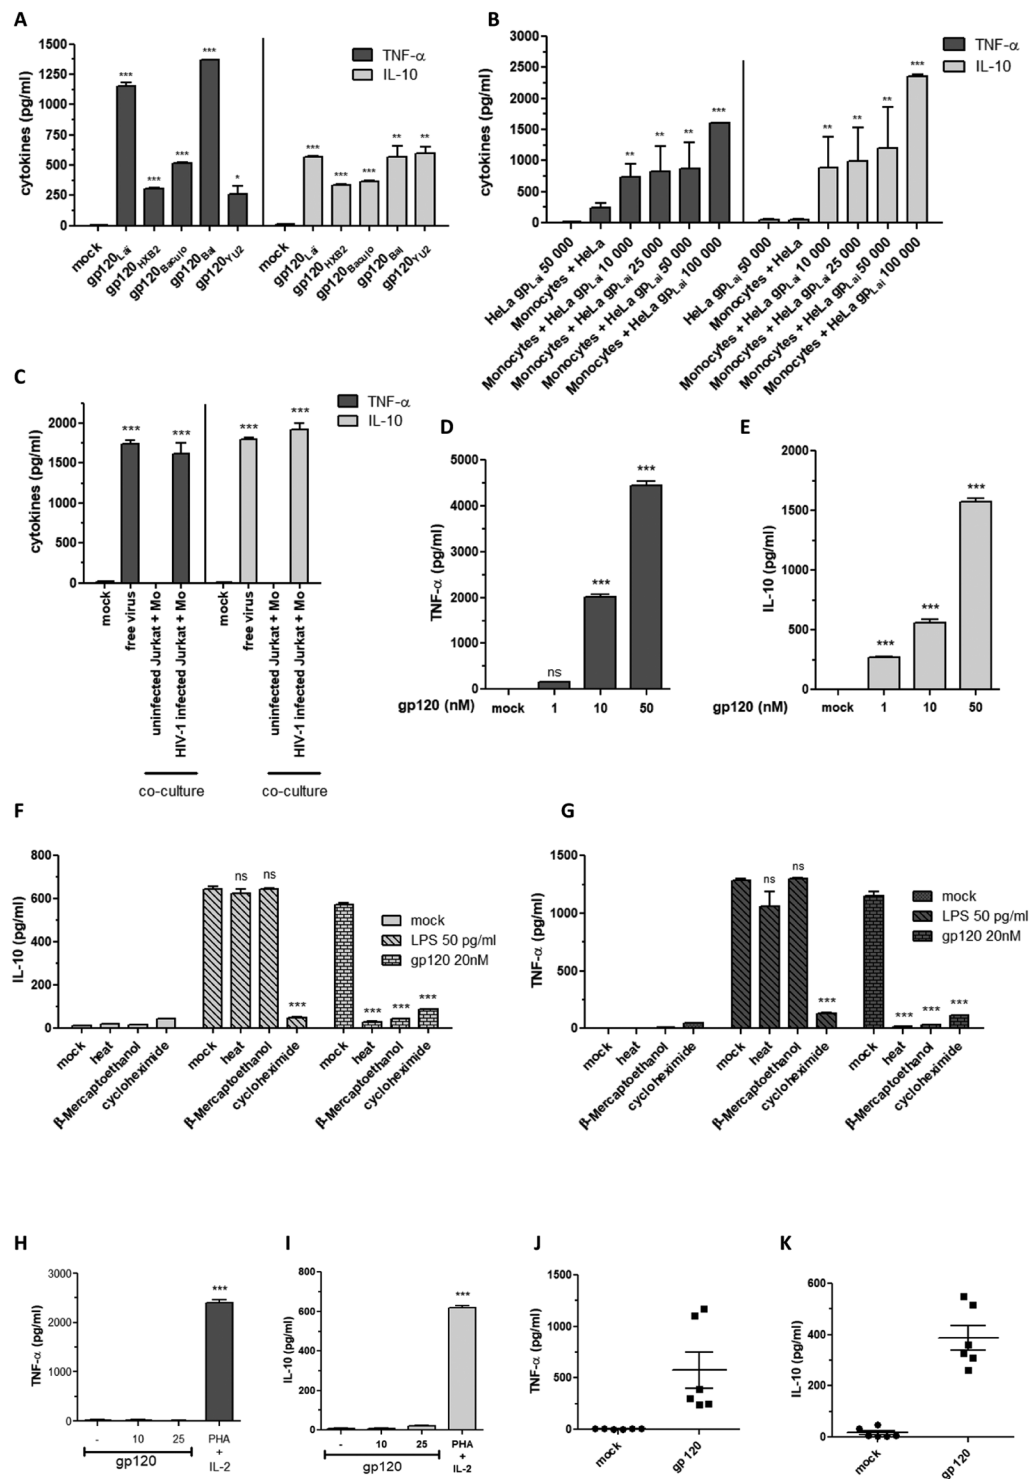 A
cytokines (pg/ml)
1500
1250
1000
750
500
250
0
***
***
***
***
*
***
***
***
**
**
TNF-α
IL-10
mock
gp120Laï
gp120HXB2
gp120Baculo
gp120Bal
gp120YU2
mock
gp120Laï
gp120HXB2
gp120Baculo
gp120Bal
gp120YU2
B
cytokines (pg/ml)
3000
2500
2000
1500
1000
500
0
**
**
**
***
**
**
**
***
TNF-α
IL-10
HeLa gpLai 50 000
Monocytes + HeLa
Monocytes + HeLa gpLai 10 000
Monocytes + HeLa gpLai 25 000
Monocytes + HeLa gpLai 50 000
Monocytes + HeLa gpLai 100 000
HeLa gpLai 50 000
Monocytes + HeLa
Monocytes + HeLa gpLai 10 000
Monocytes + HeLa gpLai 25 000
Monocytes + HeLa gpLai 50 000
Monocytes + HeLa gpLai 100 000
C
cytokines (pg/ml)
2000
1500
1000
500
0
***
***
***
***
TNF-α
IL-10
mock
free virus
uninfected Jurkat + Mo
HIV-1 infected Jurkat + Mo
mock
free virus
uninfected Jurkat + Mo
HIV-1 infected Jurkat + Mo
co-culture
co-culture
D
TNF-α (pg/ml)
5000
4000
3000
2000
1000
0
ns
***
***
gp120 (nM)
mock 1 10 50
E
IL-10 (pg/ml)
2000
1500
1000
500
0
***
***
***
gp120 (nM)
mock 1 10 50
F
IL-10 (pg/ml)
800
600
400
200
0
ns
ns
***
***
***
***
mock
LPS 50 pg/ml
gp120 20nM
mock
heat
β-Mercaptoethanol
cycloheximide
mock
heat
β-Mercaptoethanol
cycloheximide
mock
heat
β-Mercaptoethanol
cycloheximide
G
TNF-α (pg/ml)
1500
1000
500
0
ns
ns
***
***
***
***
mock
LPS 50 pg/ml
gp120 20nM
mock
heat
β-Mercaptoethanol
cycloheximide
mock
heat
β-Mercaptoethanol
cycloheximide
mock
heat
β-Mercaptoethanol
cycloheximide
H
TNF-α (pg/ml)
3000
2000
1000
0
***
- 10 25 PHA
+
IL-2
gp120
I
IL-10 (pg/ml)
800
600
400
200
0
***
- 10 25 PHA
+
IL-2
gp120
J
TNF-α (pg/ml)
1500
1000
500
0
mock
gp120
K
IL-10 (pg/ml)
600
400
200
0
mock
gp120